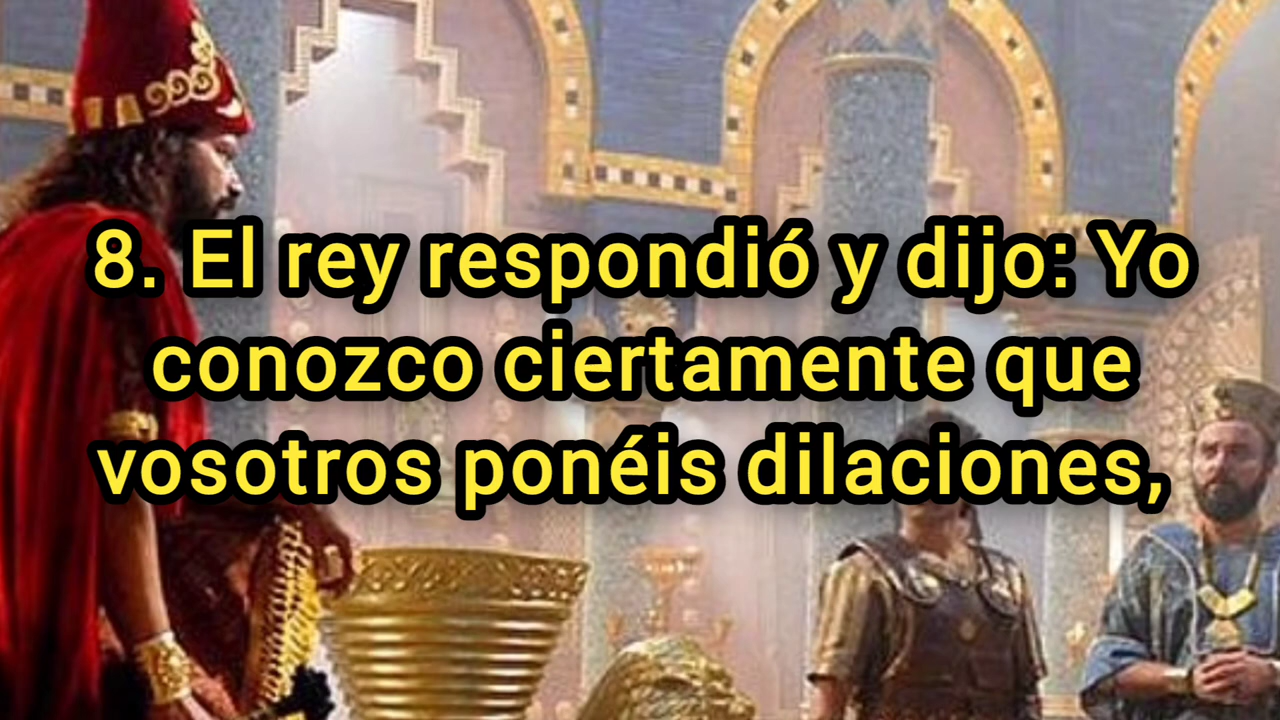 8. El rey respondió y dijo: Yo
conozco ciertamente que
vosotros ponéis dilaciones,